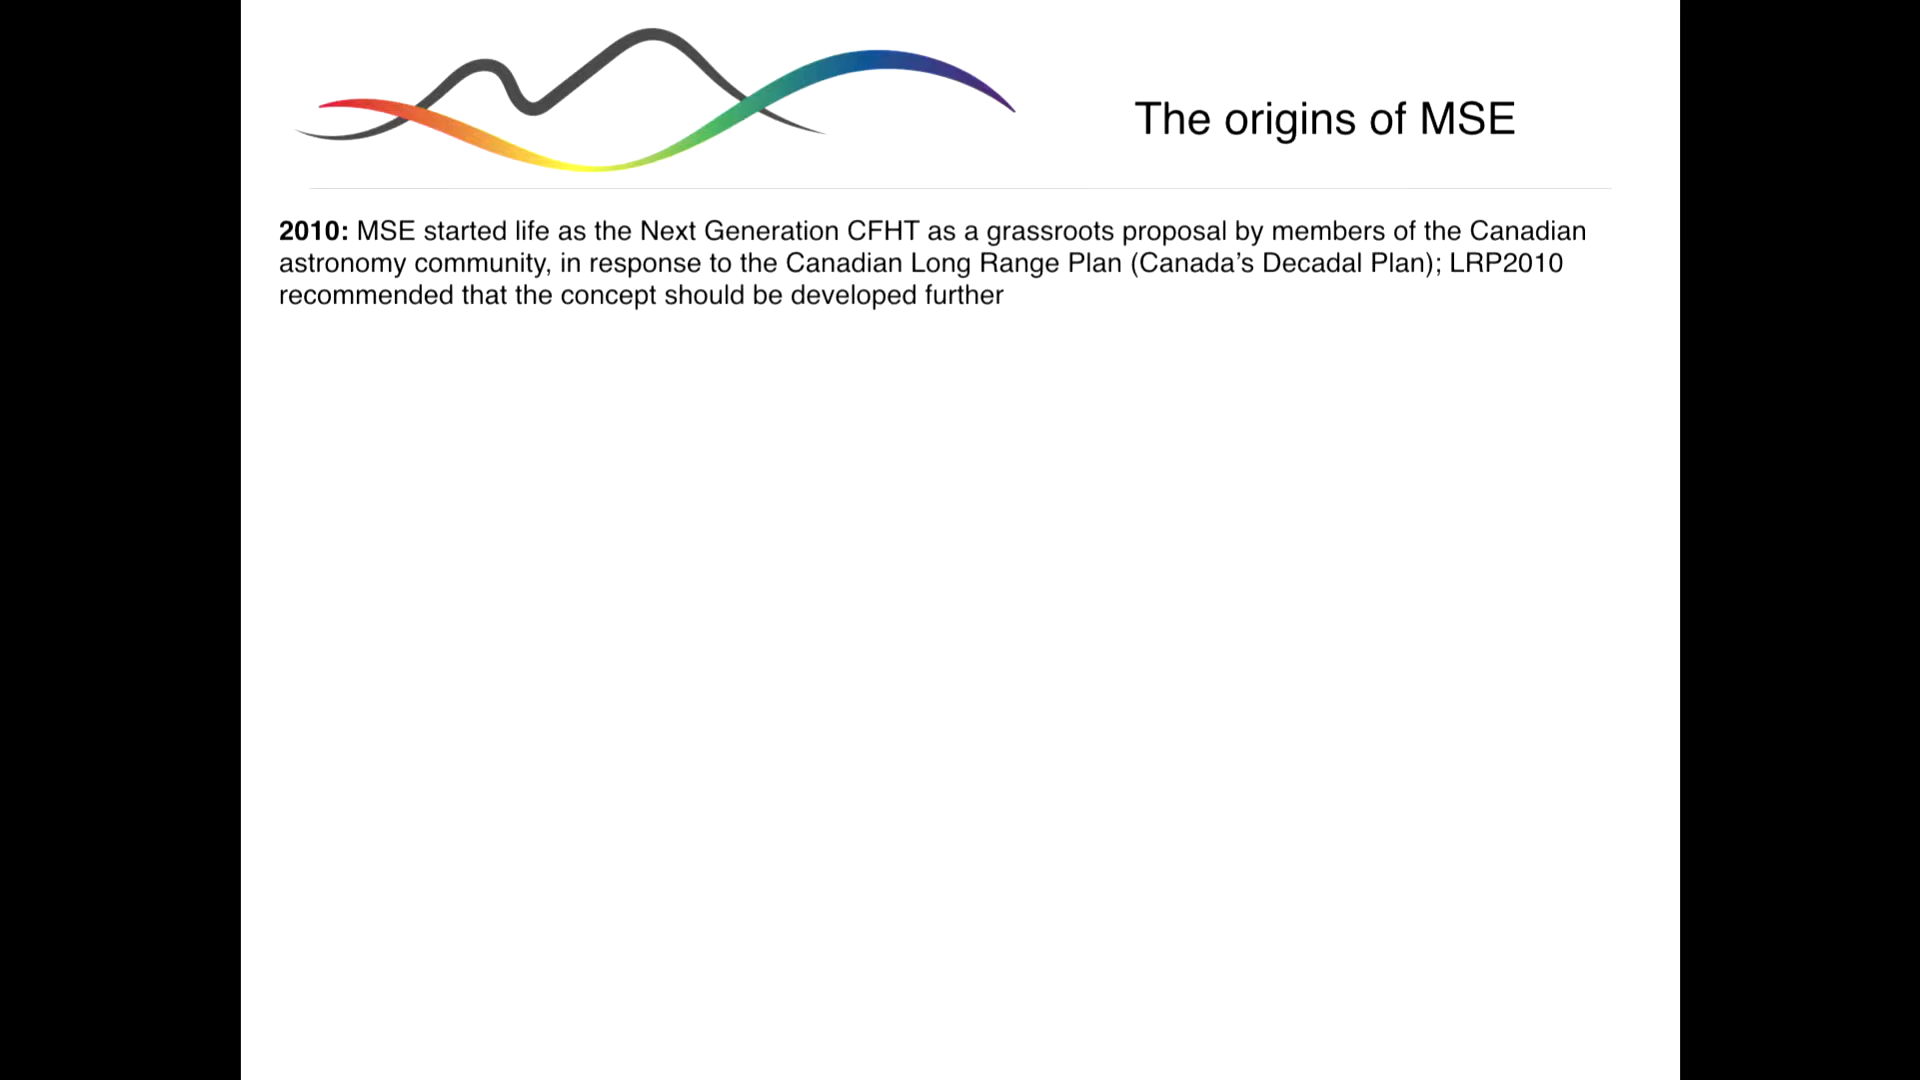 The origins of MSE
2010: MSE started life as the Next Generation CFHT as a grassroots proposal by members of the Canadian
astronomy community, in response to the Canadian Long Range Plan (Canada’s Decadal Plan); LRP2010
recommended that the concept should be developed further